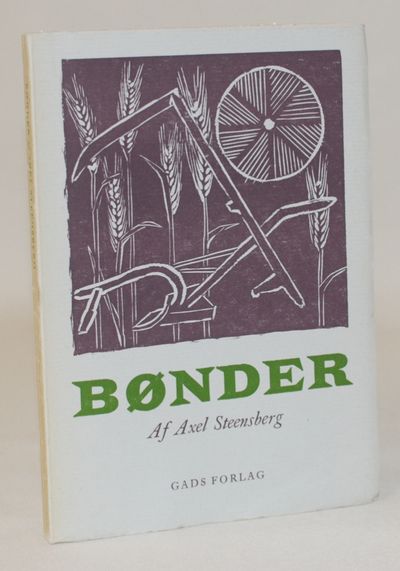 BØNDER
Af Axel Steensberg
GADS FORLAG